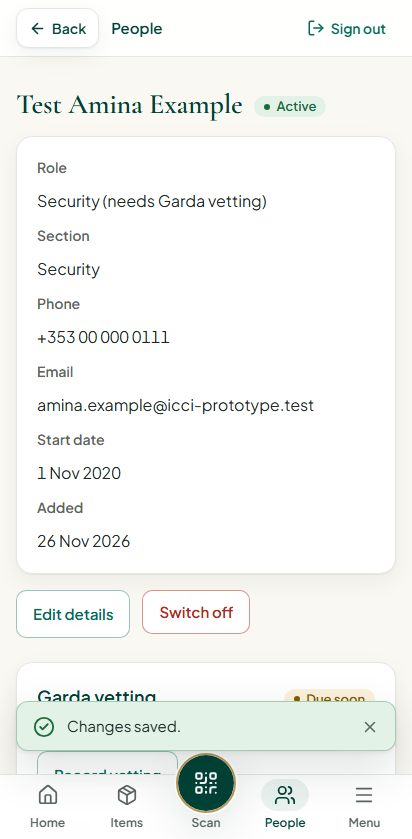 Back
People
Sign out
Test Amina Example
Active
Role
Security (needs Garda vetting)
Section
Security
Phone
+353 00 000 0111
Email
amina.example@icci-prototype.test
Start date
1 Nov 2020
Added
26 Nov 2026
Edit details
Switch off
Garda vetting
Due soon
Changes saved.
Record vetting
Home
Items
Scan
People
Menu